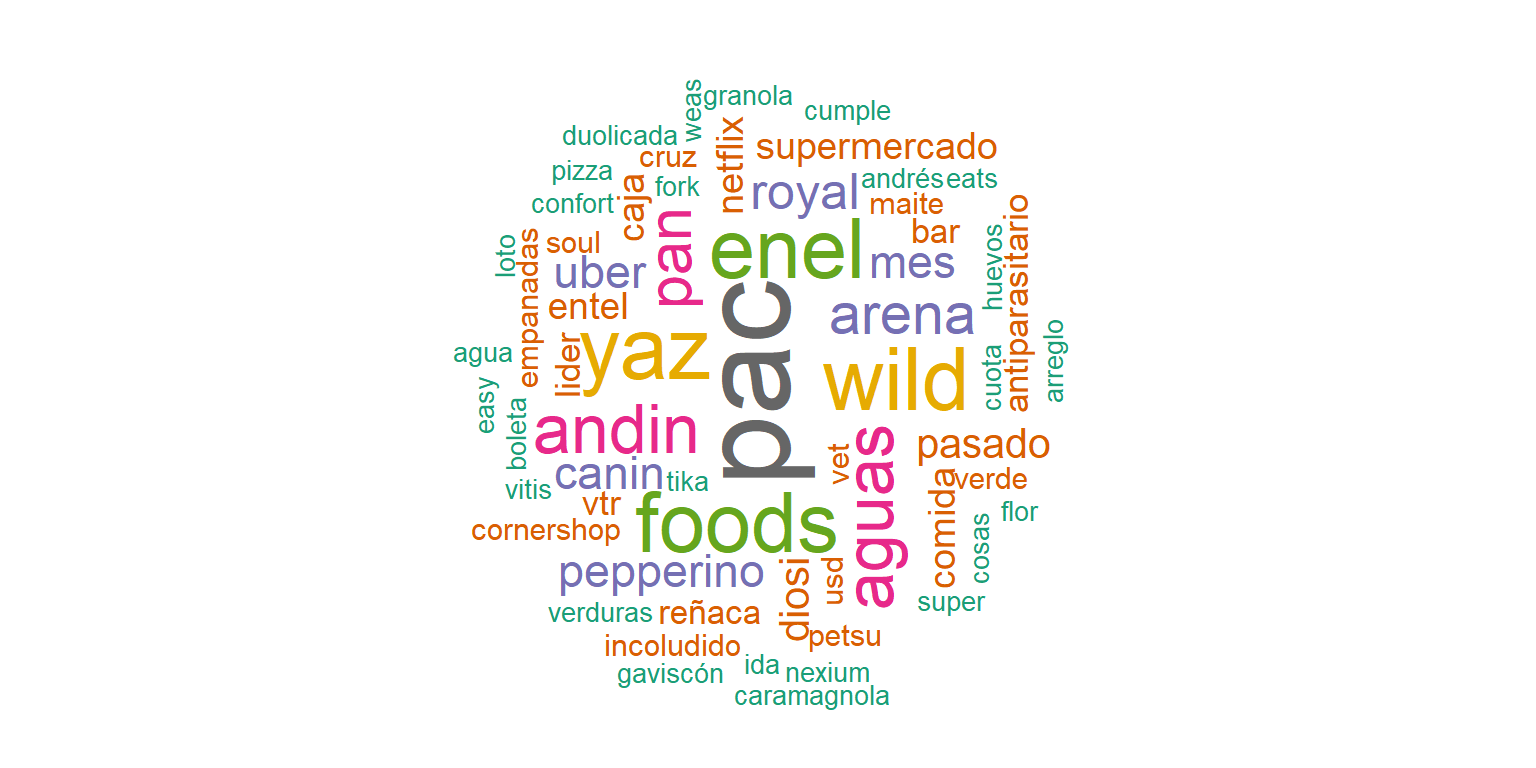 weas
granola
cumple
duolicada
cruz
netflix
supermercado
pizza
fork
caja
royal
andrés
eats
confort
maite
antiparasitario
pan
enel
bar
loto
empanadas
soul
uber
mes
huevos
entel
pac
arena
agua
lider
yaz
wild
cuota
arreglo
easy
boleta
andin
aguas
pasado
canin
tika
vet
comida
verde
vitis
vtr
foods
flor
cornershop
cosas
pepperino
diosi
usd
super
verduras
reñaca
petsu
incoludido
gaviscón
ida
nexium
caramagnola